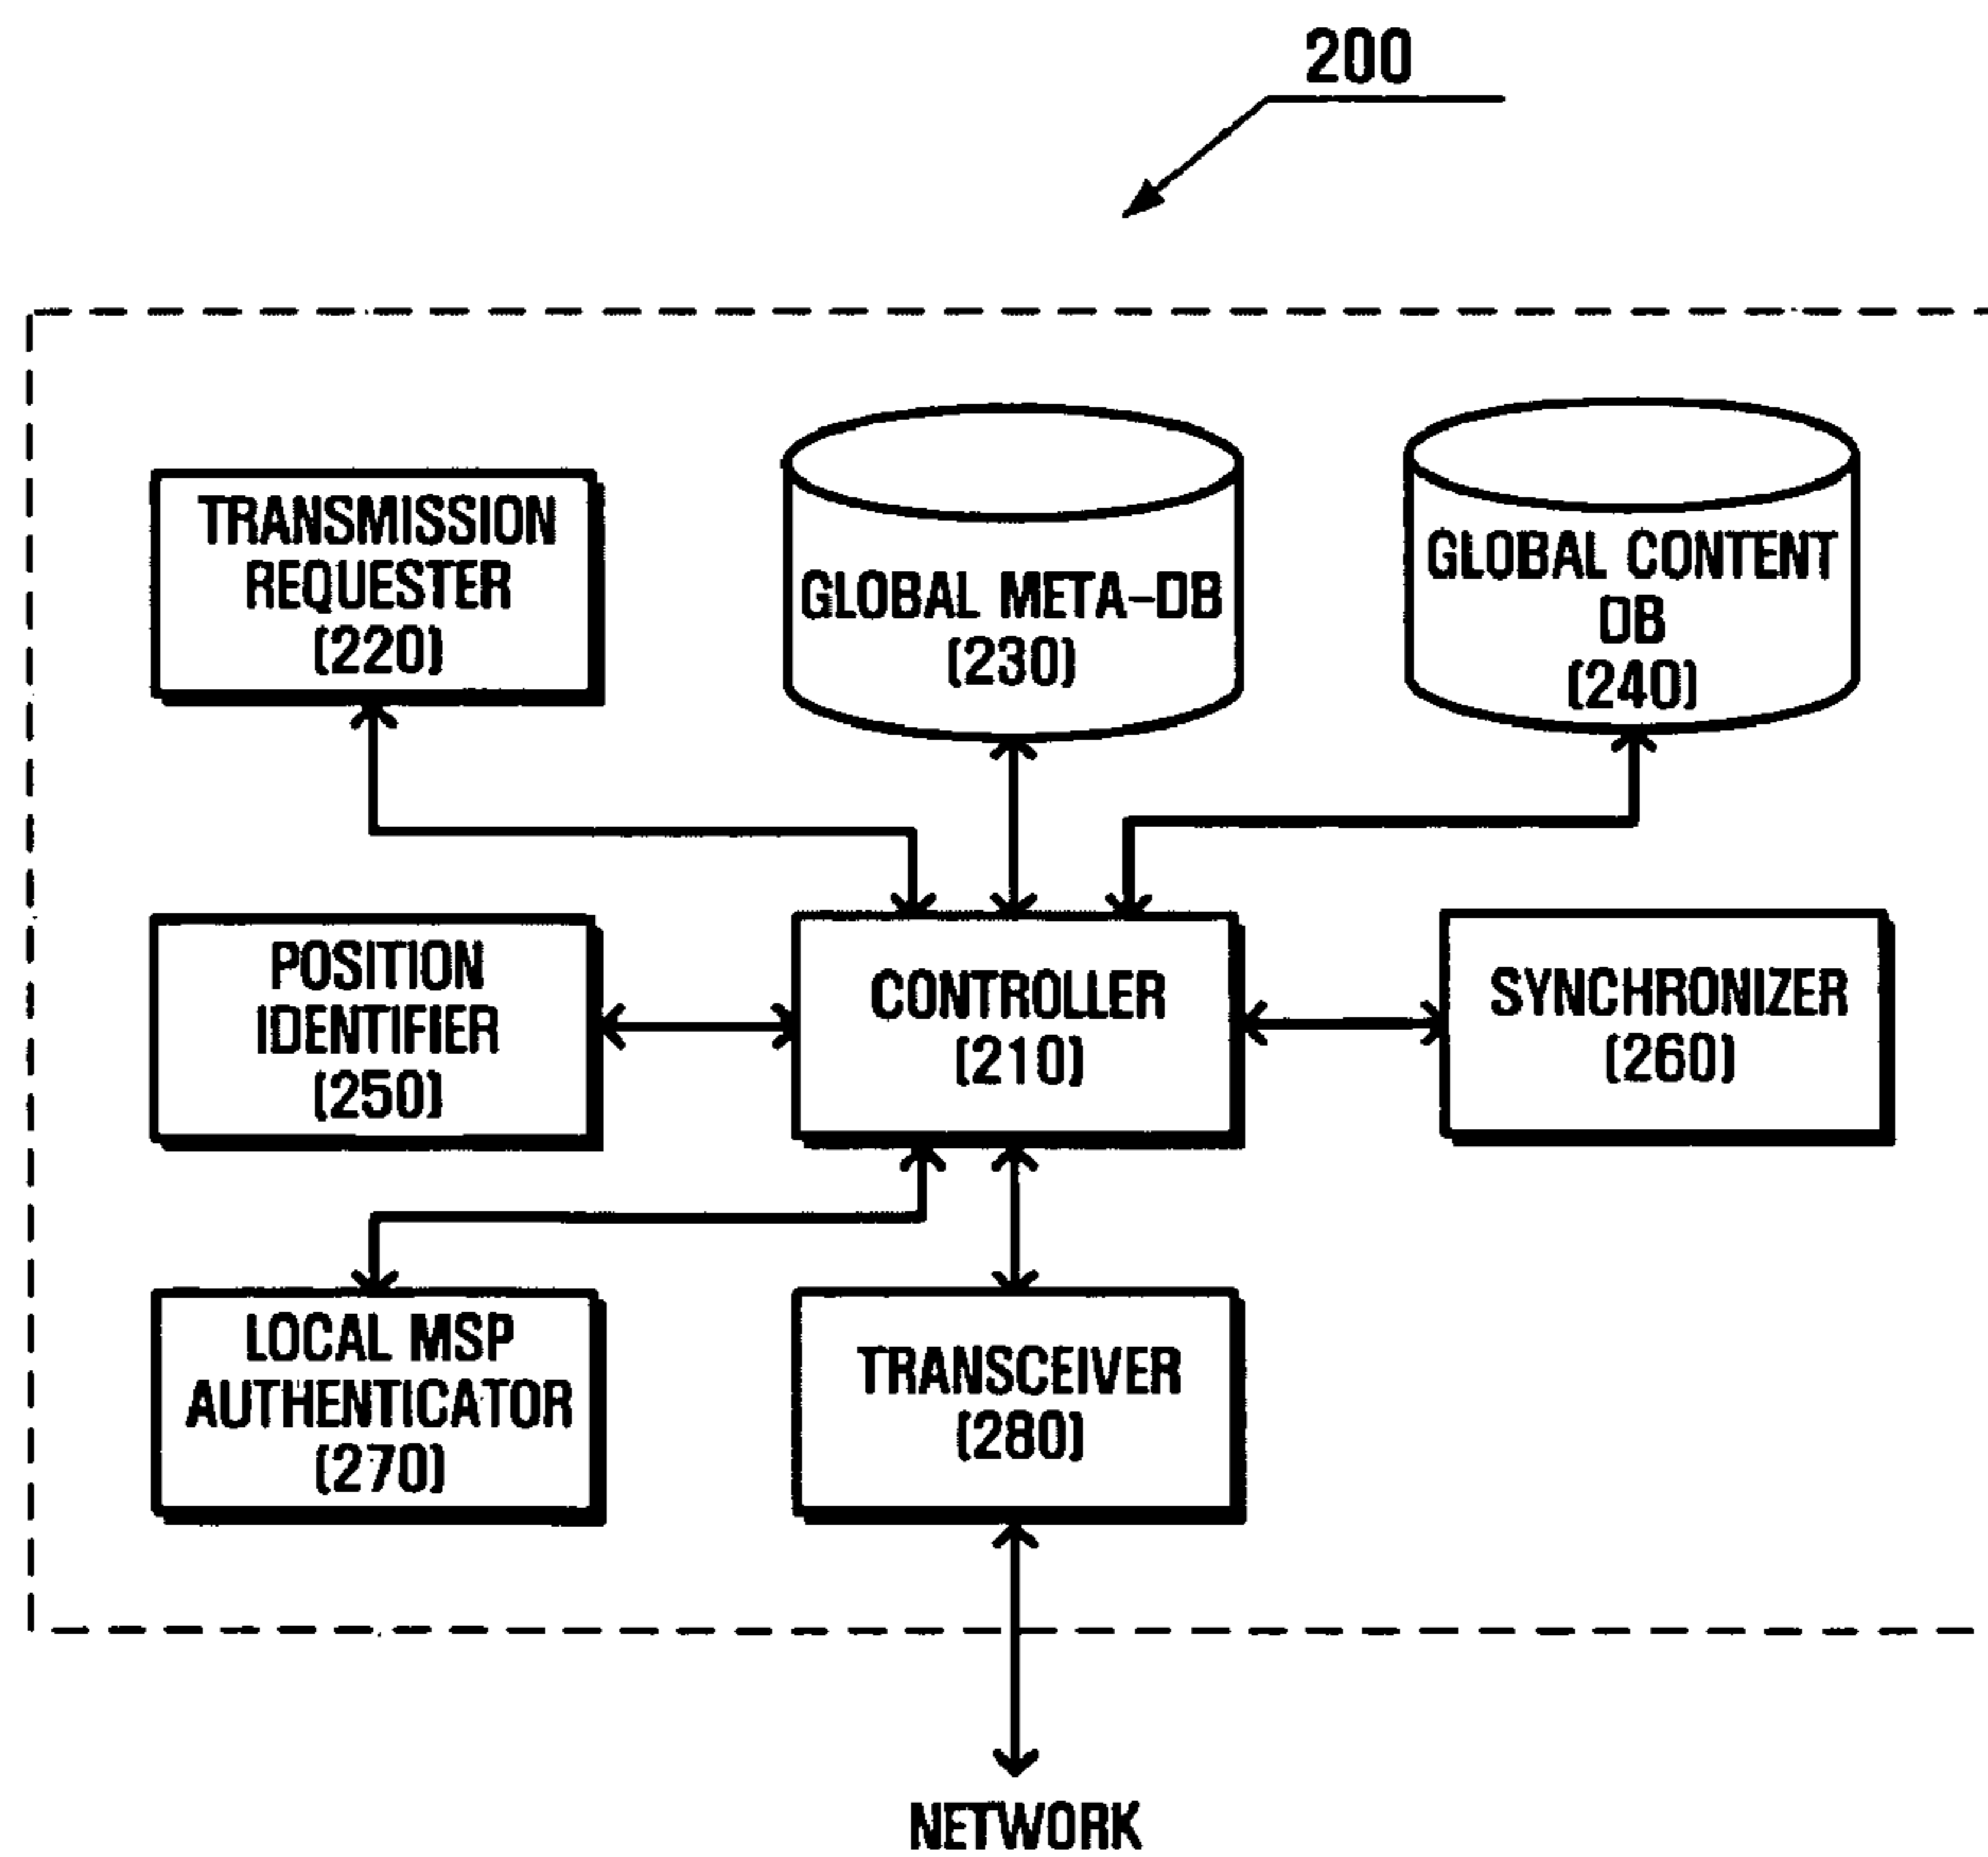 200
TRANSMISSION
REQUESTER
(220)
GLOBAL META-DB
(230)
GLOBAL CONTENT
DB
(240)
POSITION
IDENTIFIER
(250)
CONTROLLER
(210)
SYNCHRONIZER
(260)
LOCAL MSP
AUTHENTICATOR
(270)
TRANSCEIVER
(280)
NETWORK